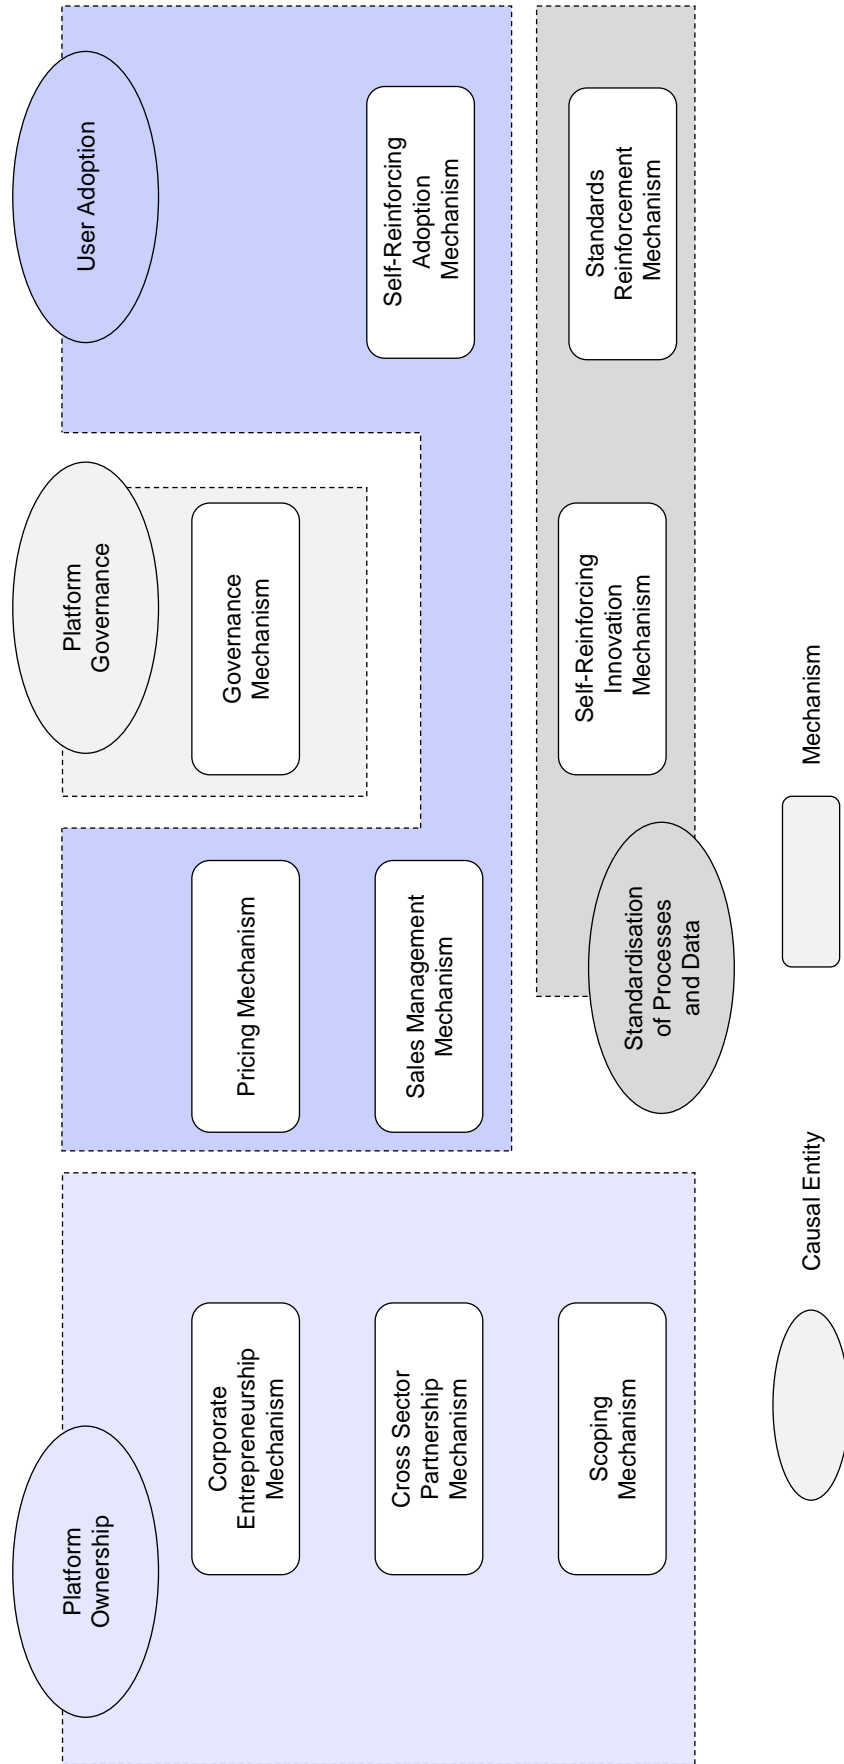 Platform
Ownership
Platform
Governance
User Adoption
Corporate
Entrepreneurship
Mechanism
Pricing Mechanism
Governance
Mechanism
Cross Sector
Partnership
Mechanism
Sales Management
Mechanism
Self-Reinforcing
Adoption
Mechanism
Scoping
Mechanism
Standardisation
of Processes
and Data
Self-Reinforcing
Innovation
Mechanism
Standards
Reinforcement
Mechanism
Causal Entity
Mechanism